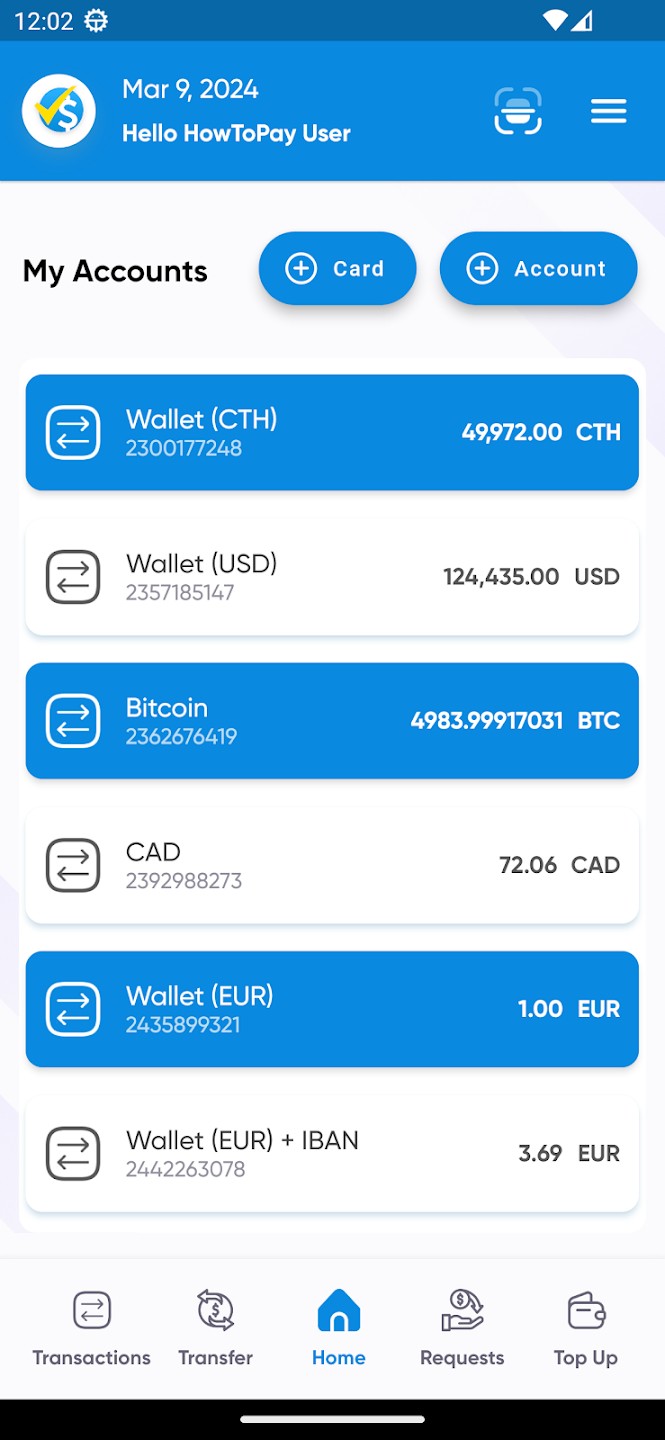 12:02
Mar 9, 2024
Hello HowToPay User
My Accounts
Card
Account
Wallet (CTH)
2300177248
49,972.00 CTH
Wallet (USD)
2357185147
124,435.00 USD
Bitcoin
2362676419
4983.99917031 BTC
CAD
2392988273
72.06 CAD
Wallet (EUR)
2435899321
1.00 EUR
Wallet (EUR) + IBAN
2442263078
3.69 EUR
Transactions
Transfer
Home
Requests
Top Up